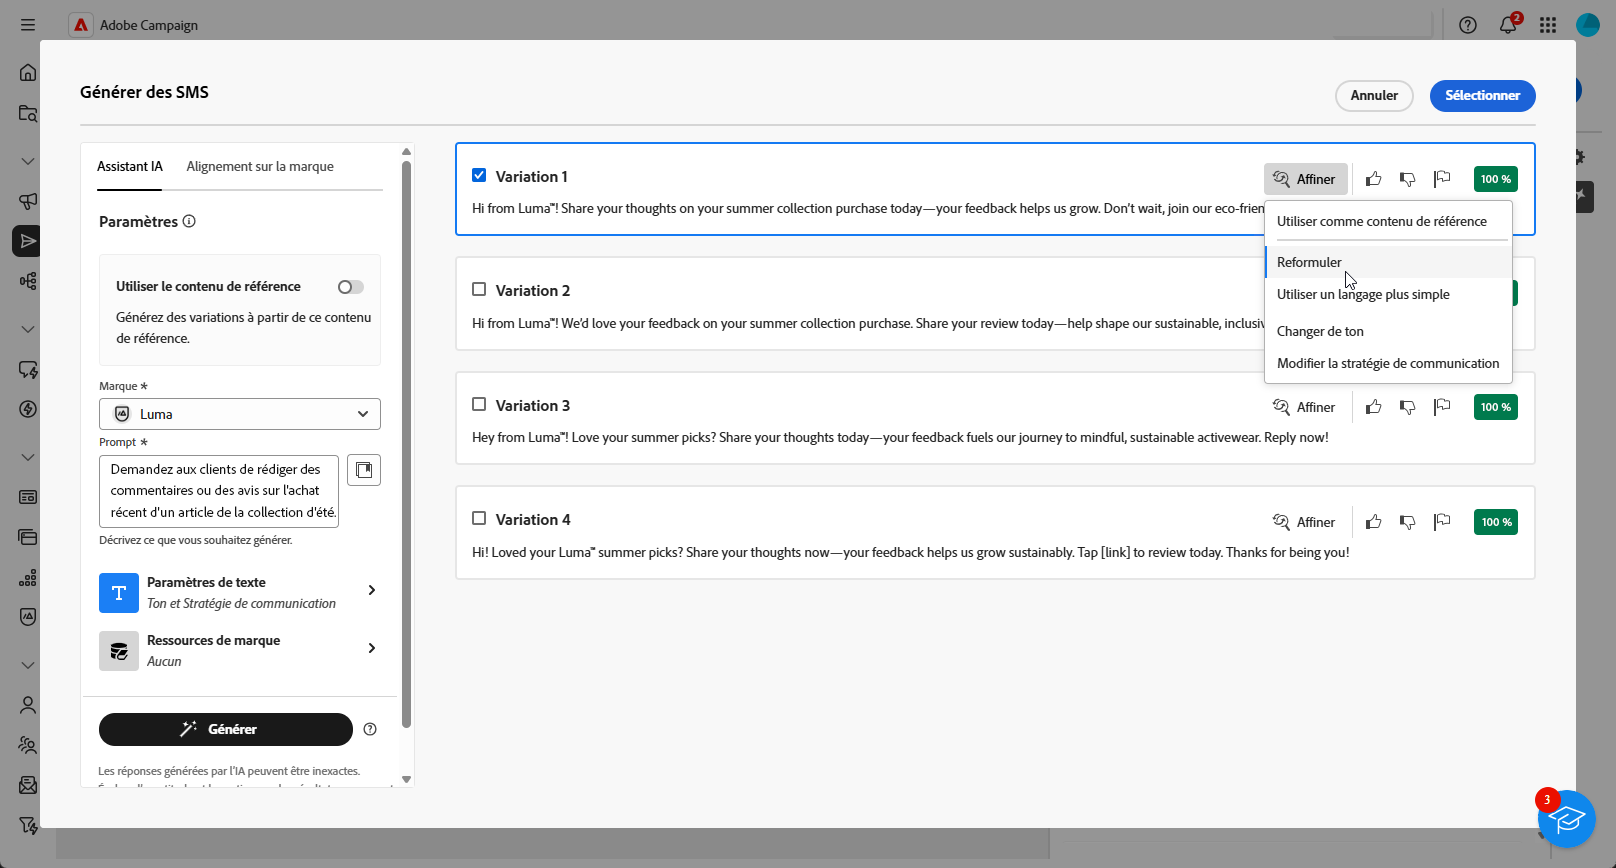 Adobe Campaign
2
Générer des SMS
Annuler
Sélectionner
Assistant IA
Alignement sur la marque
Paramètres
Utiliser le contenu de référence
Générez des variations à partir de ce contenu
de référence.
Marque *
Luma
Prompt *
Demandez aux clients de rédiger des
commentaires ou des avis sur l'achat
récent d'un article de la collection d'été.
Décrivez ce que vous souhaitez générer.
T
Paramètres de texte
Ton et Stratégie de communication
Ressources de marque
Aucun
Générer
Les réponses générées par l'IA peuvent être inexactes.
Variation 1
Affiner
100 %
Hi from Luma™! Share your thoughts on your summer collection purchase today—your feedback helps us grow. Don't wait, join our eco-frien
Utiliser comme contenu de référence
Reformuler
Utiliser un langage plus simple
Changer de ton
Modifier la stratégie de communication
Variation 2
Hi from Luma™! We'd love your feedback on your summer collection purchase. Share your review today—help shape our sustainable, inclusiv
Variation 3
Affiner
100 %
Hey from Luma™! Love your summer picks? Share your thoughts today—your feedback fuels our journey to mindful, sustainable activewear. Reply now!
Variation 4
Affiner
100 %
Hi! Loved your Luma™ summer picks? Share your thoughts now—your feedback helps us grow sustainably. Tap [link] to review today. Thanks for being you!
3